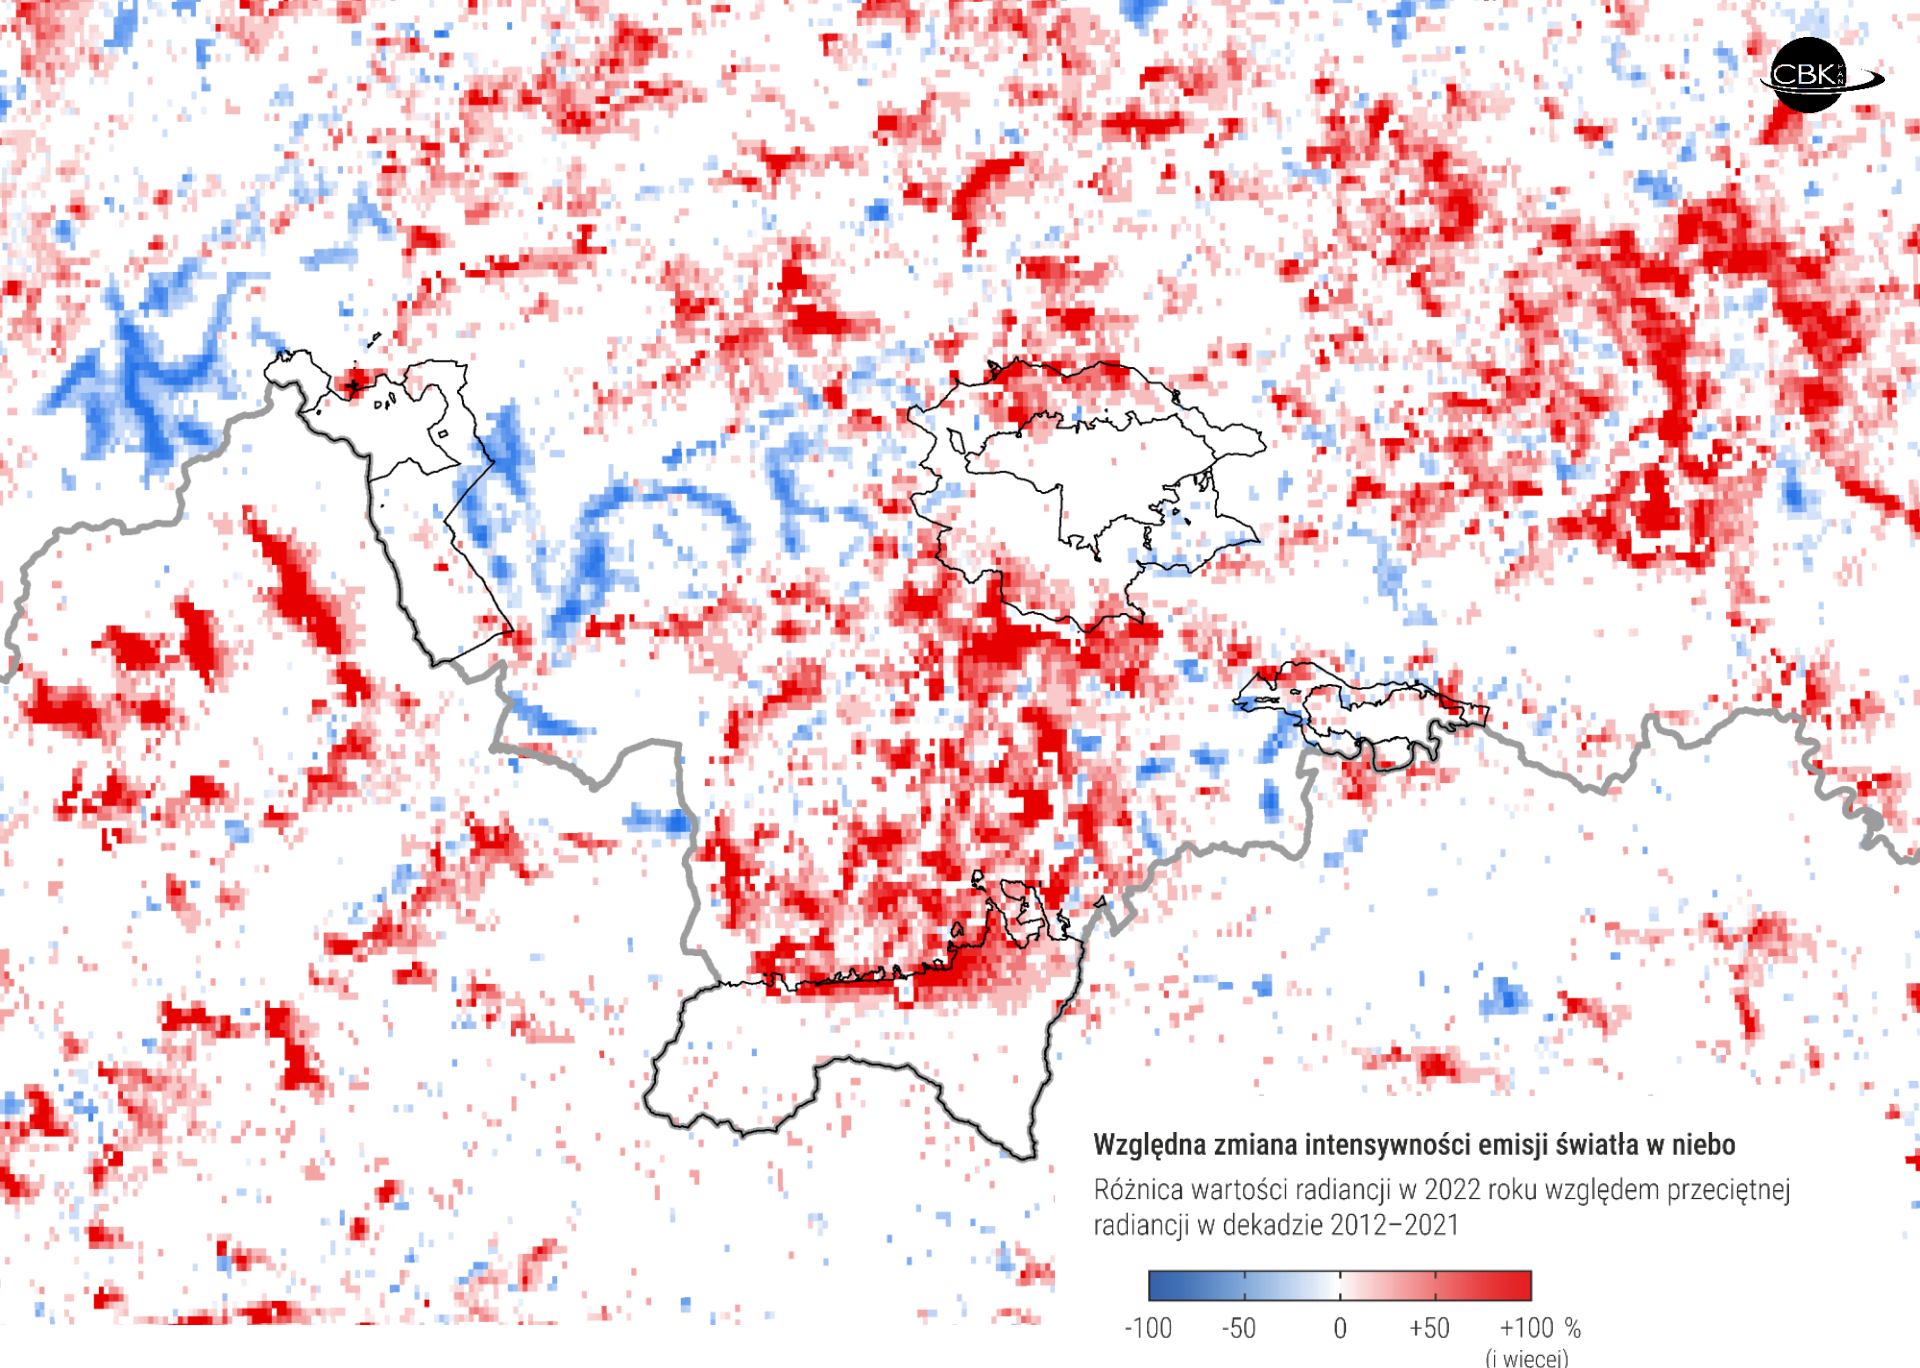 CBK
PAN
Względna zmiana intensywności emisji światła w niebo
Różnica wartości radiancji w 2022 roku względem przeciętnej
radiancji w dekadzie 2012–2021
-100 -50 0 +50 +100 %
(i więcej)